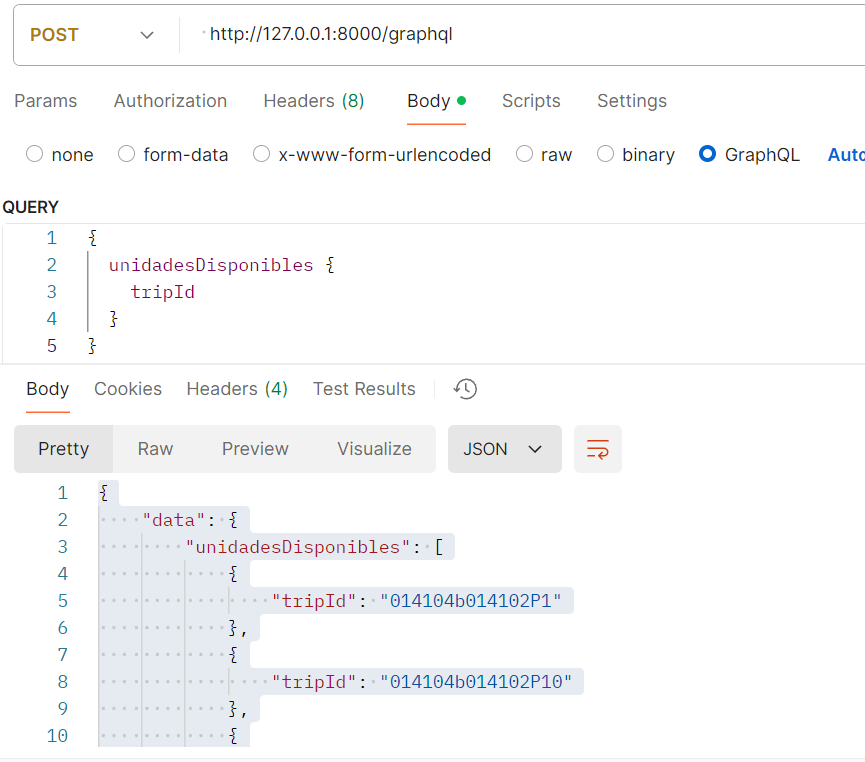 POST http://127.0.0.1:8000/graphql
Params Authorization Headers (8) Body Scripts Settings
none form-data x-www-form-urlencoded raw binary GraphQL Auto
QUERY
1 {
2 unidadesDisponibles {
3 tripId
4 }
5 }
Body Cookies Headers (4) Test Results
Pretty Raw Preview Visualize JSON
1 {
2 "data": {
3 "unidadesDisponibles": [
4 {
5 "tripId": "014104b014102P1"
6 },
7 {
8 "tripId": "014104b014102P10"
9 },
10 {